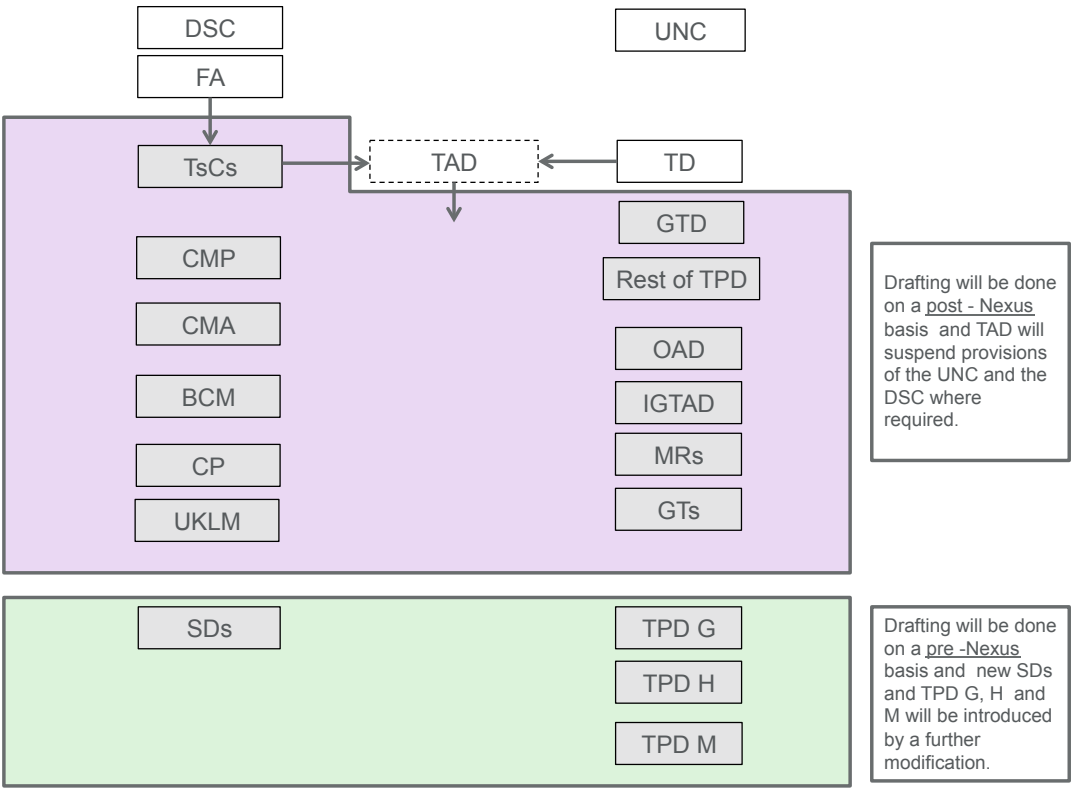 DSC
UNC
FA
TsCs
TAD
TD
GTD
CMP
Rest of TPD
CMA
OAD
BCM
IGTAD
CP
MRs
UKLM
GTs
Drafting will be done
on a post - Nexus
basis and TAD will
suspend provisions
of the UNC and the
DSC where
required.
SDs
TPD G
TPD H
TPD M
Drafting will be done
on a pre -Nexus
basis and new SDs
and TPD G, H and
M will be introduced
by a further
modification.